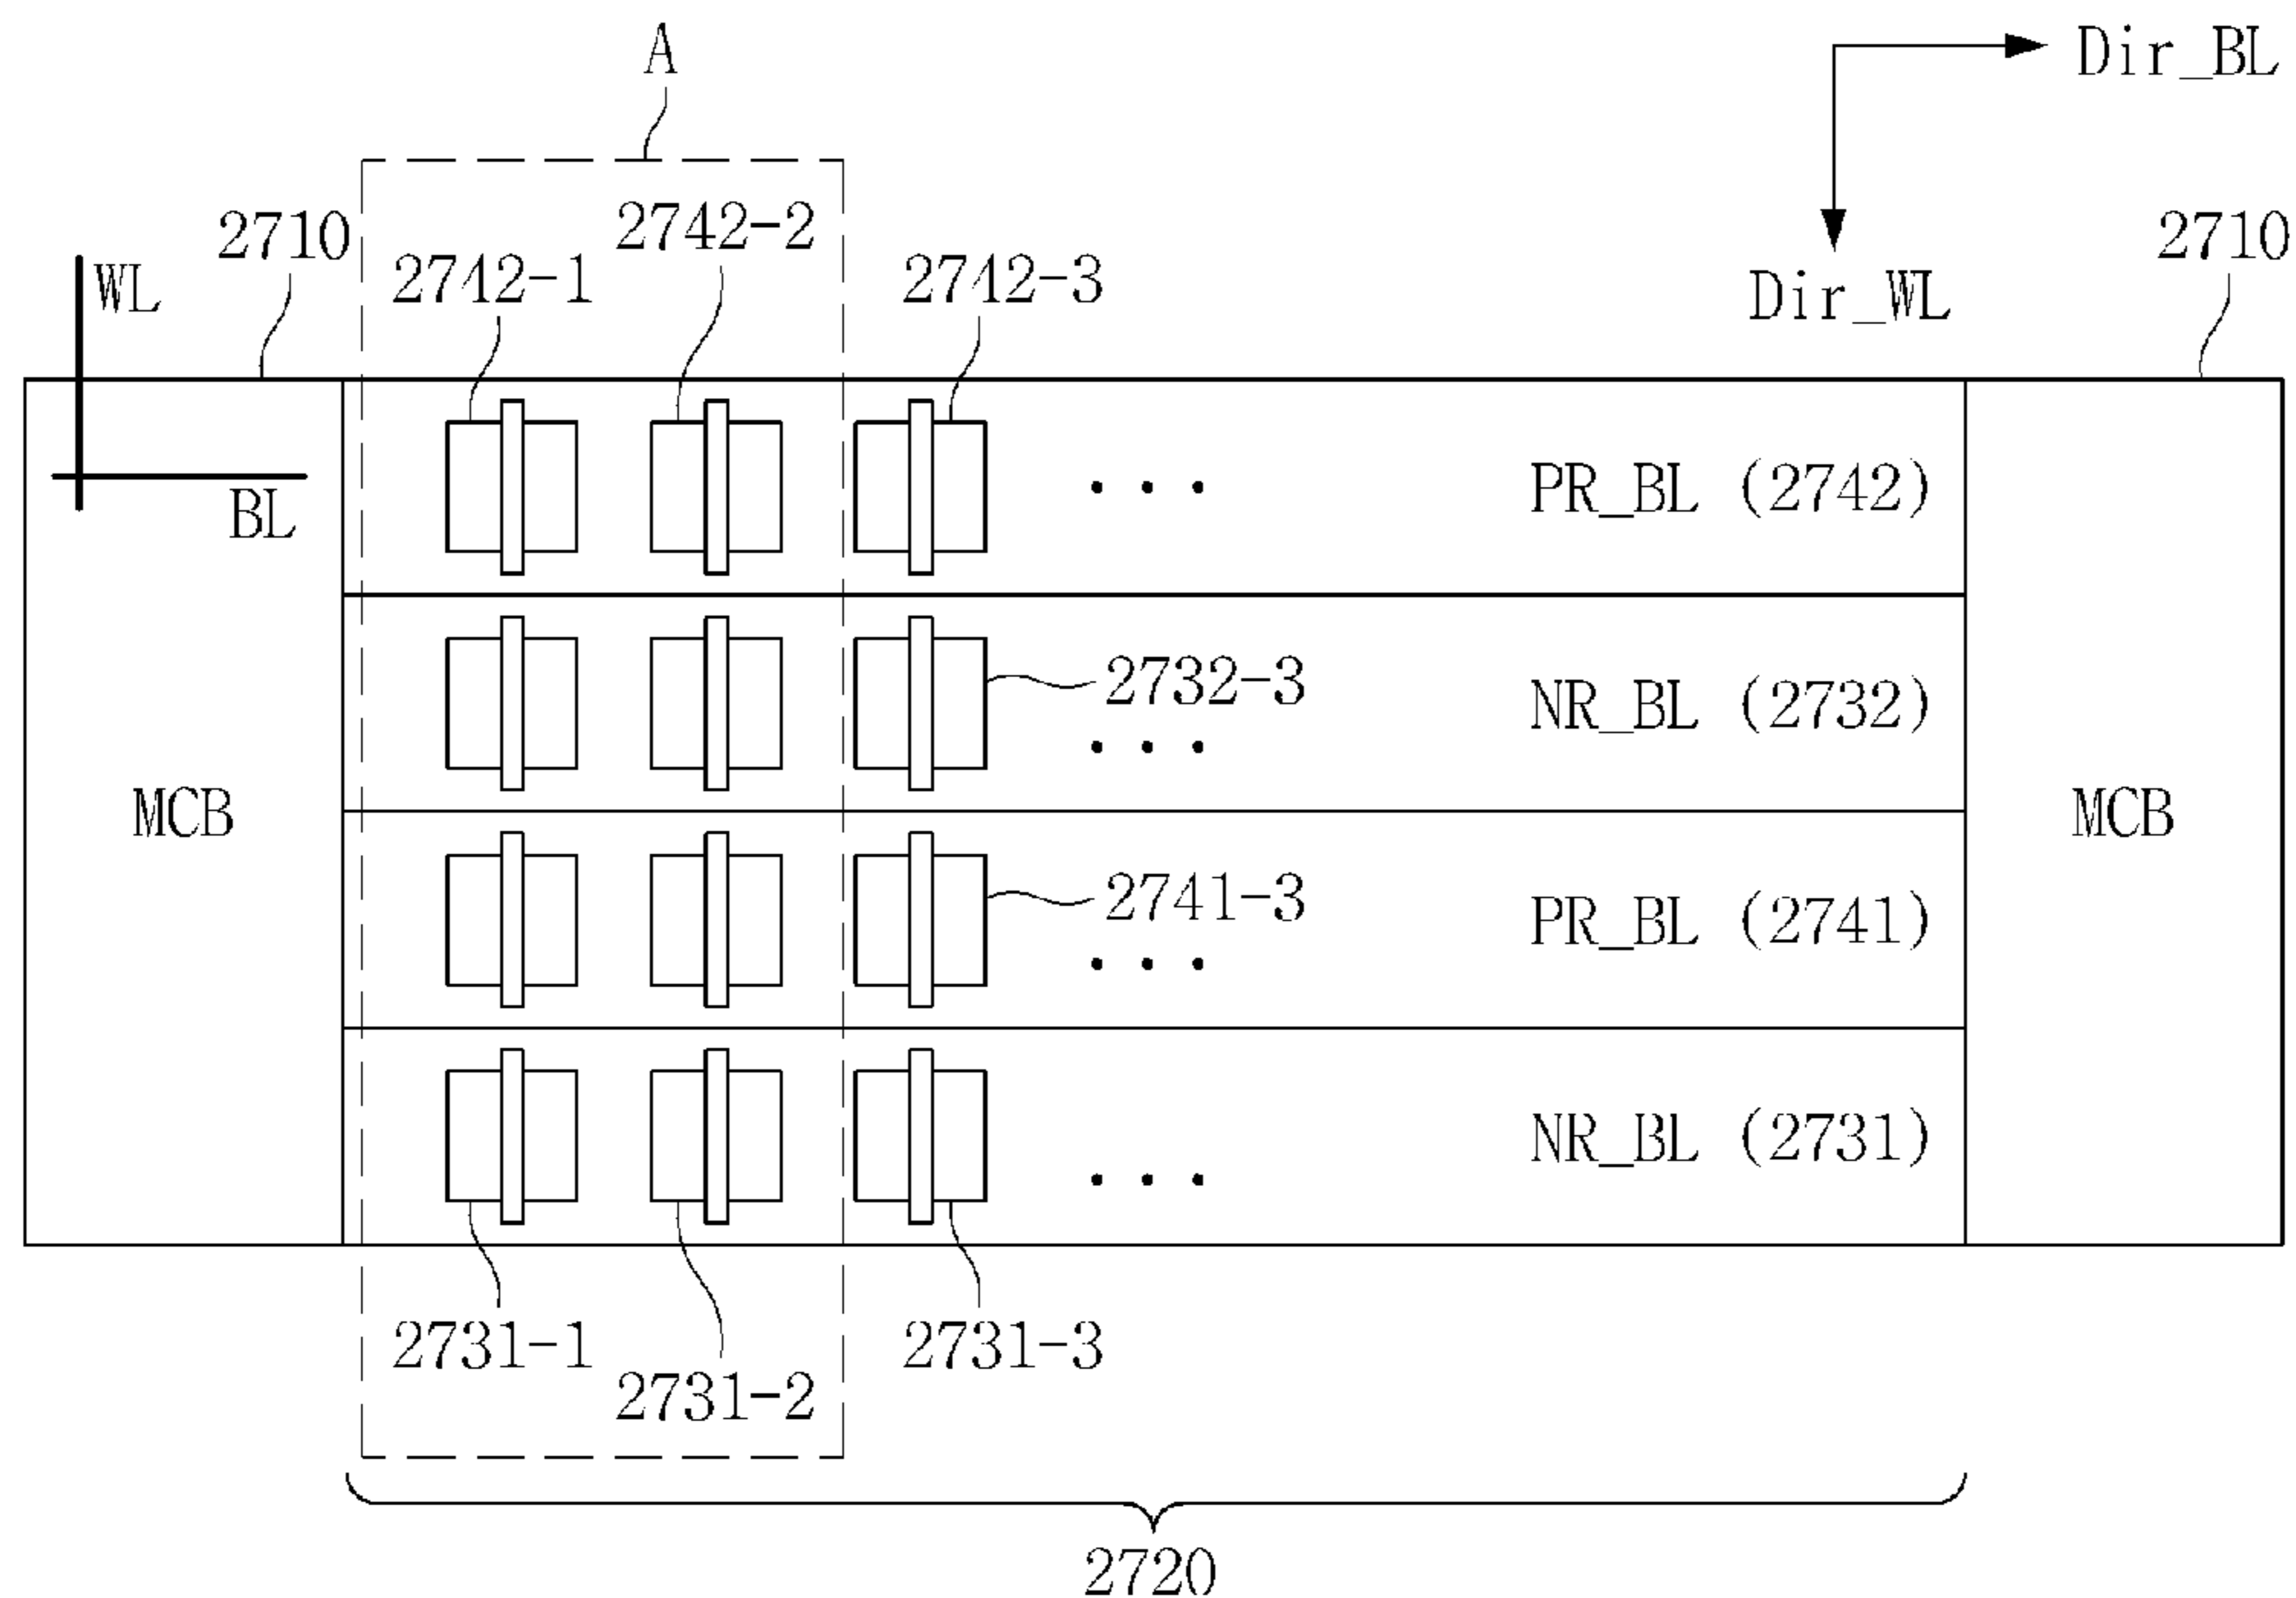 A
Dir_BL
2710
2742-2
2710
WL
2742-1
2742-3
Dir_WL
BL
PR_BL (2742)
2732-3
NR_BL (2732)
MCB
MCB
2741-3
PR_BL (2741)
NR_BL (2731)
2731-1
2731-3
2731-2
2720